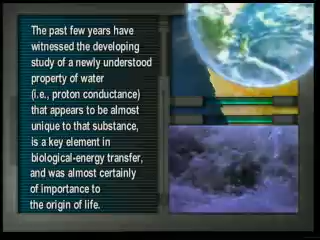 The past few years have
witnessed the developing
study of a newly understood
property of water
(i.e., proton conductance)
that appears to be almost
unique to that substance,
is a key element in
biological-energy transfer,
and was almost certainly
of importance to
the origin of life.